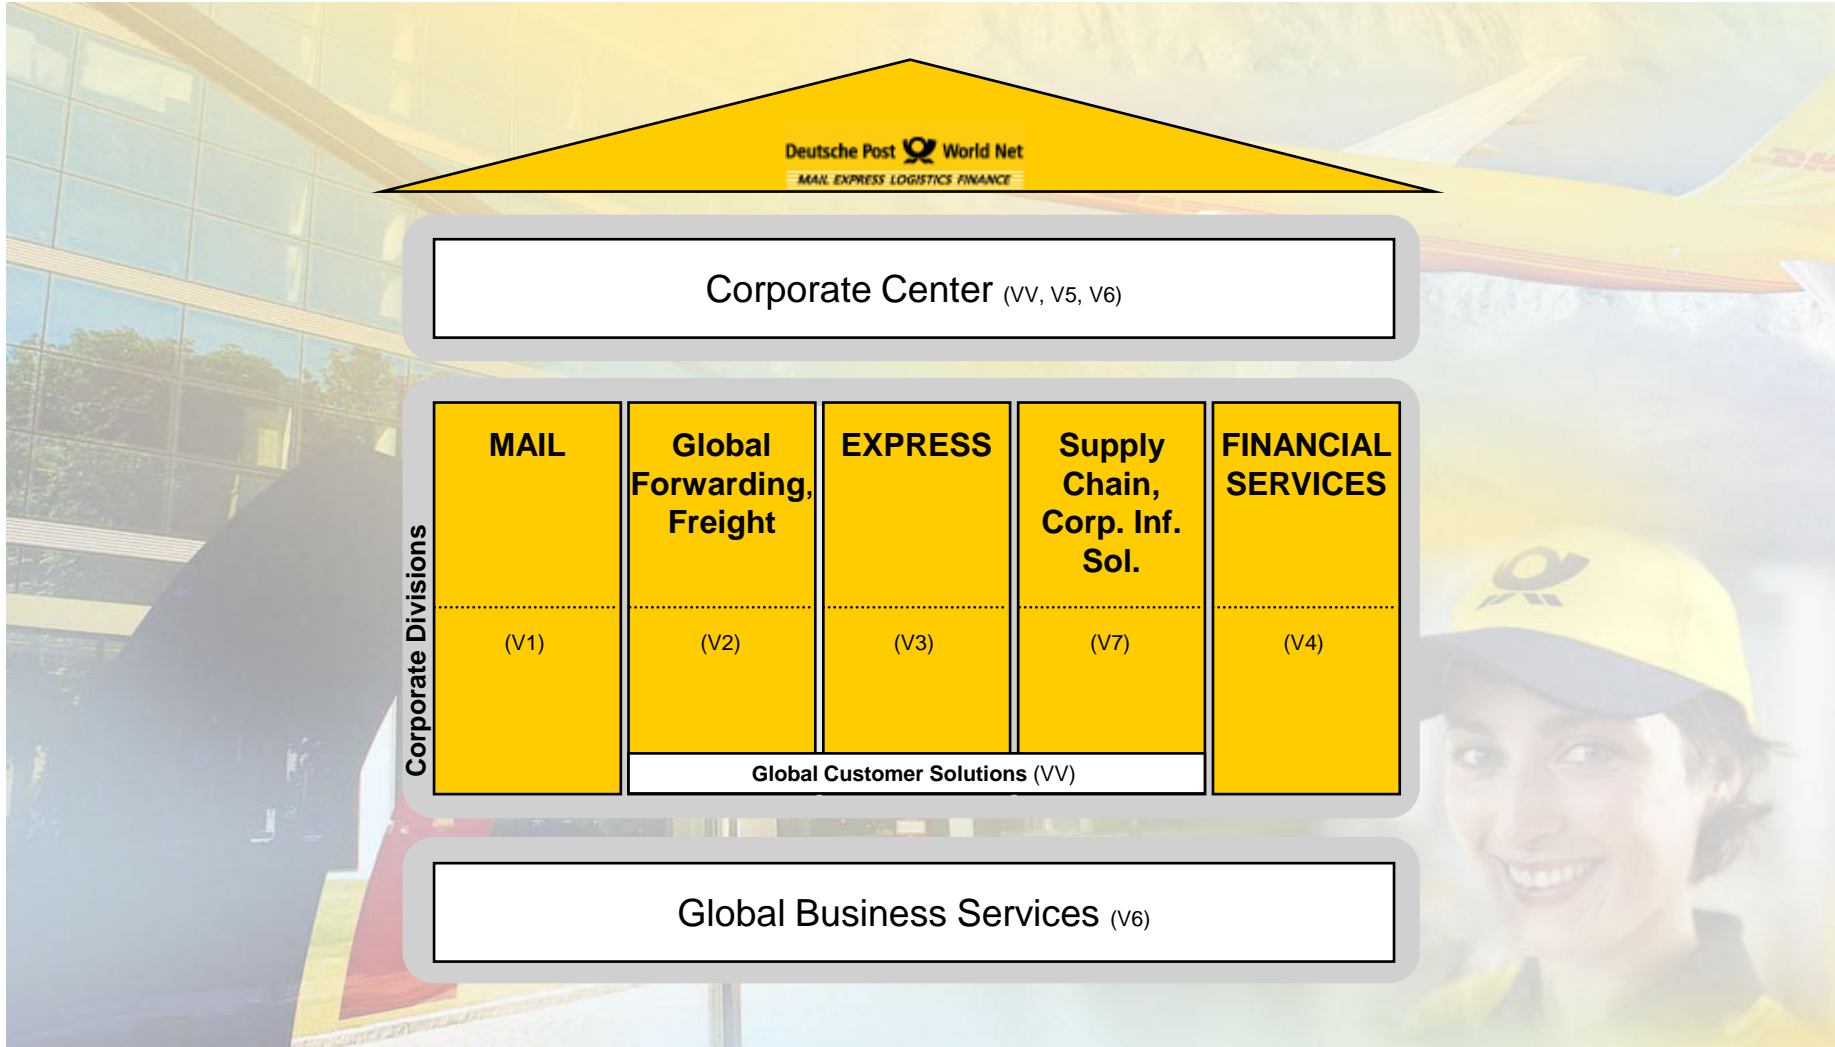 Deutsche Post World Net
MAIL EXPRESS LOGISTICS FINANCE
Corporate Center (VV, V5, V6)
Corporate Divisions
MAIL
(V1)
Global
Forwarding,
Freight
(V2)
EXPRESS
(V3)
Supply
Chain,
Corp. Inf.
Sol.
(V7)
FINANCIAL
SERVICES
(V4)
Global Customer Solutions (VV)
Global Business Services (V6)